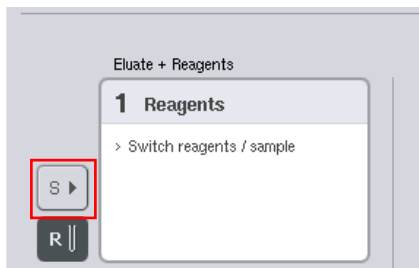 Eluate + Reagents
1 Reagents
> Switch reagents / sample
S
R